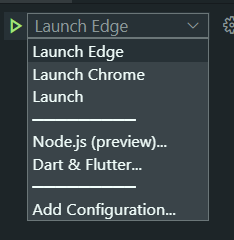 Launch Edge
Launch Edge
Launch Chrome
Launch
Node.js (preview)...
Dart & Flutter...
Add Configuration...